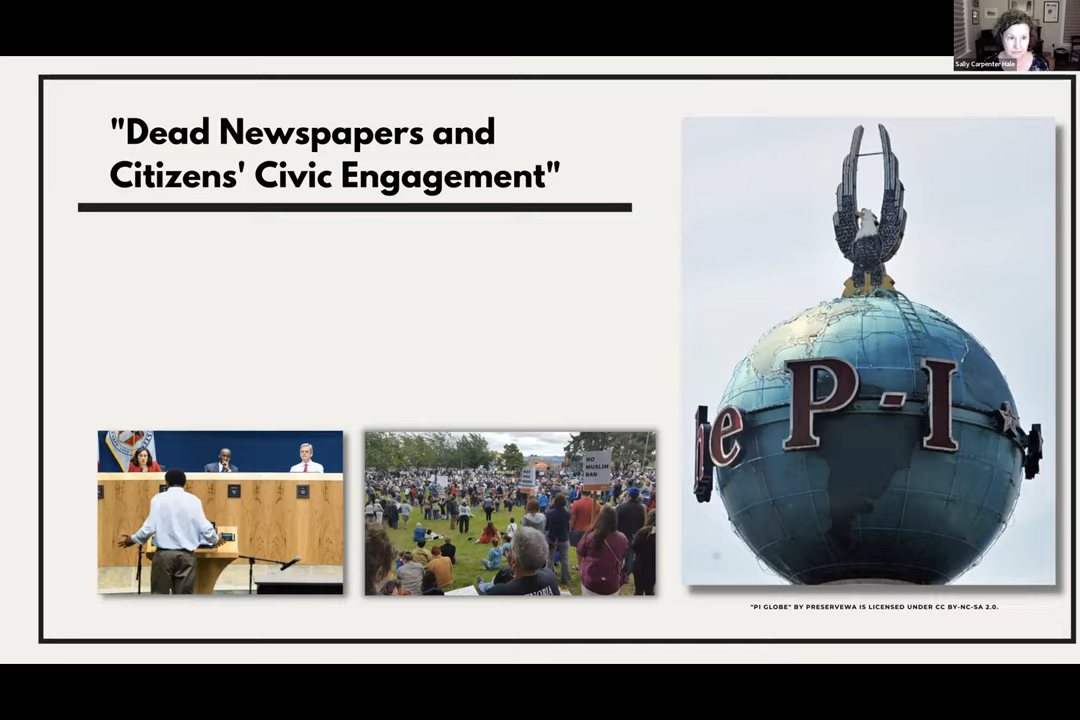 Sally Carpenter Hale
"Dead Newspapers and
Citizens' Civic Engagement"
he P-I
NO
MUSLIM
BAN
"PI GLOBE" BY PRESERVEWA IS LICENSED UNDER CC BY-NC-SA 2.0.